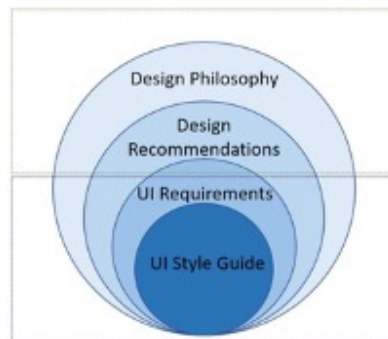 Design Philosophy
Design
Recommendations
UI Requirements
UI Style Guide